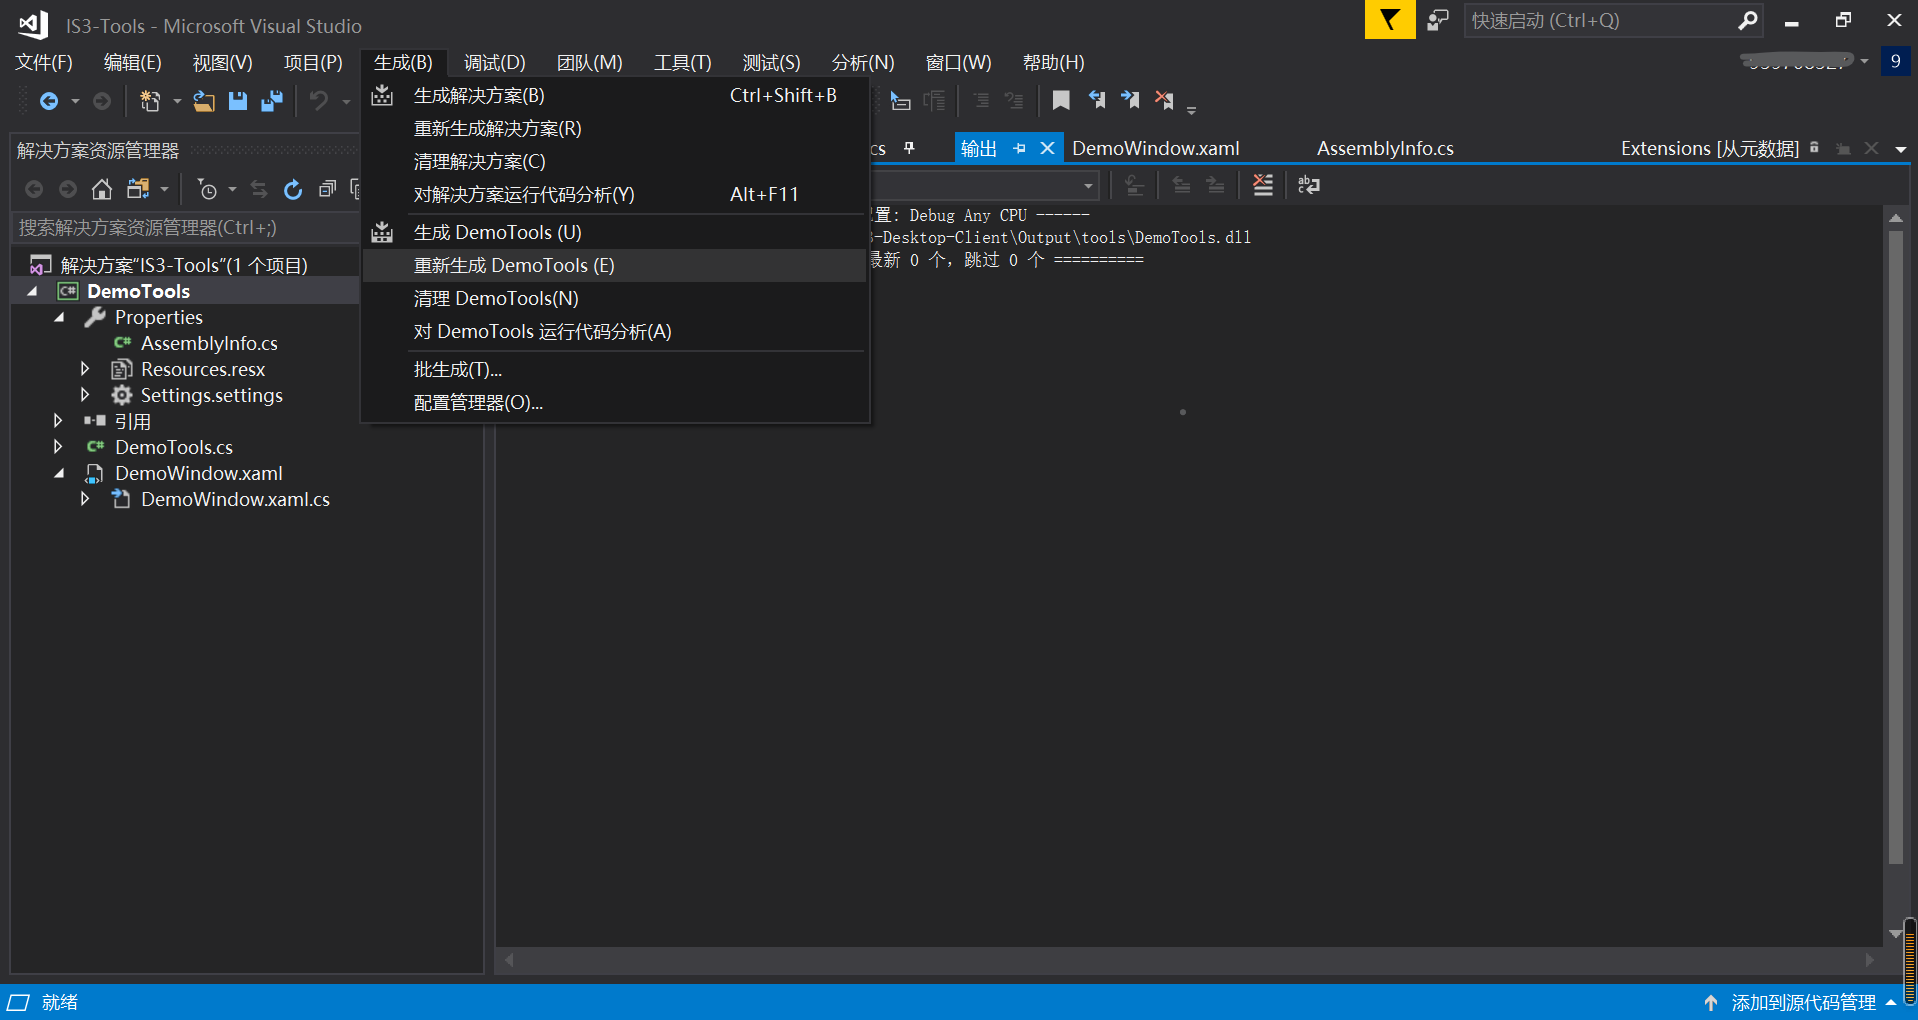 IS3-Tools - Microsoft Visual Studio
快速启动 (Ctrl+Q)
文件(F) 编辑(E) 视图(V) 项目(P) 生成(B) 调试(D) 团队(M) 工具(T) 测试(S) 分析(N) 窗口(W) 帮助(H)
9
生成解决方案(B) Ctrl+Shift+B
重新生成解决方案(R)
清理解决方案(C)
对解决方案运行代码分析(Y) Alt+F11
生成 DemoTools (U)
重新生成 DemoTools (E)
清理 DemoTools(N)
对 DemoTools 运行代码分析(A)
批生成(T)...
配置管理器(O)...
解决方案资源管理器
搜索解决方案资源管理器(Ctrl+;)
解决方案"IS3-Tools"(1 个项目)
C# DemoTools
Properties
C# AssemblyInfo.cs
Resources.resx
Settings.settings
引用
C# DemoTools.cs
DemoWindow.xaml
DemoWindow.xaml.cs
cs 输出 DemoWindow.xaml AssemblyInfo.cs Extensions [从元数据]
置: Debug Any CPU ------
-Desktop-Client\Output\tools\DemoTools.dll
最新 0 个，跳过 0 个 ==========
就绪
添加到源代码管理